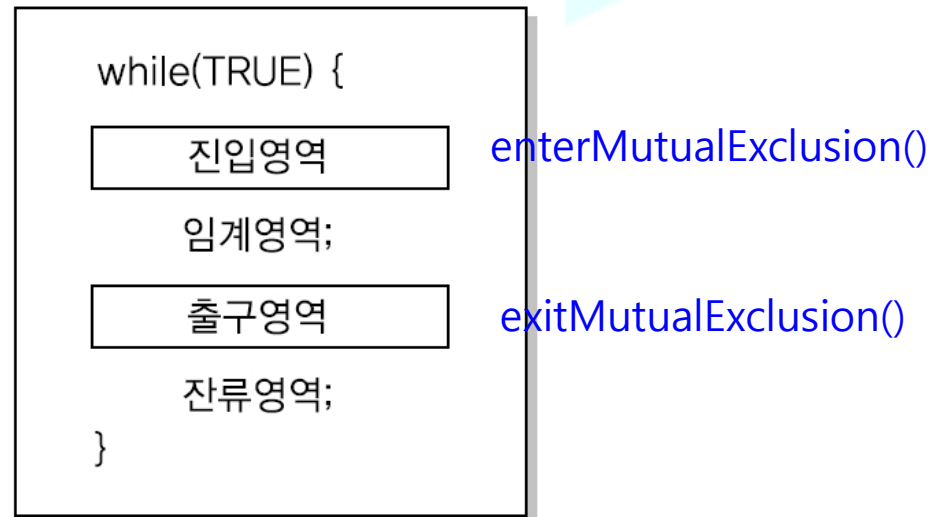 while(TRUE) {
진입영역 enterMutualExclusion()
임계영역;
출구영역 exitMutualExclusion()
잔류영역;
}